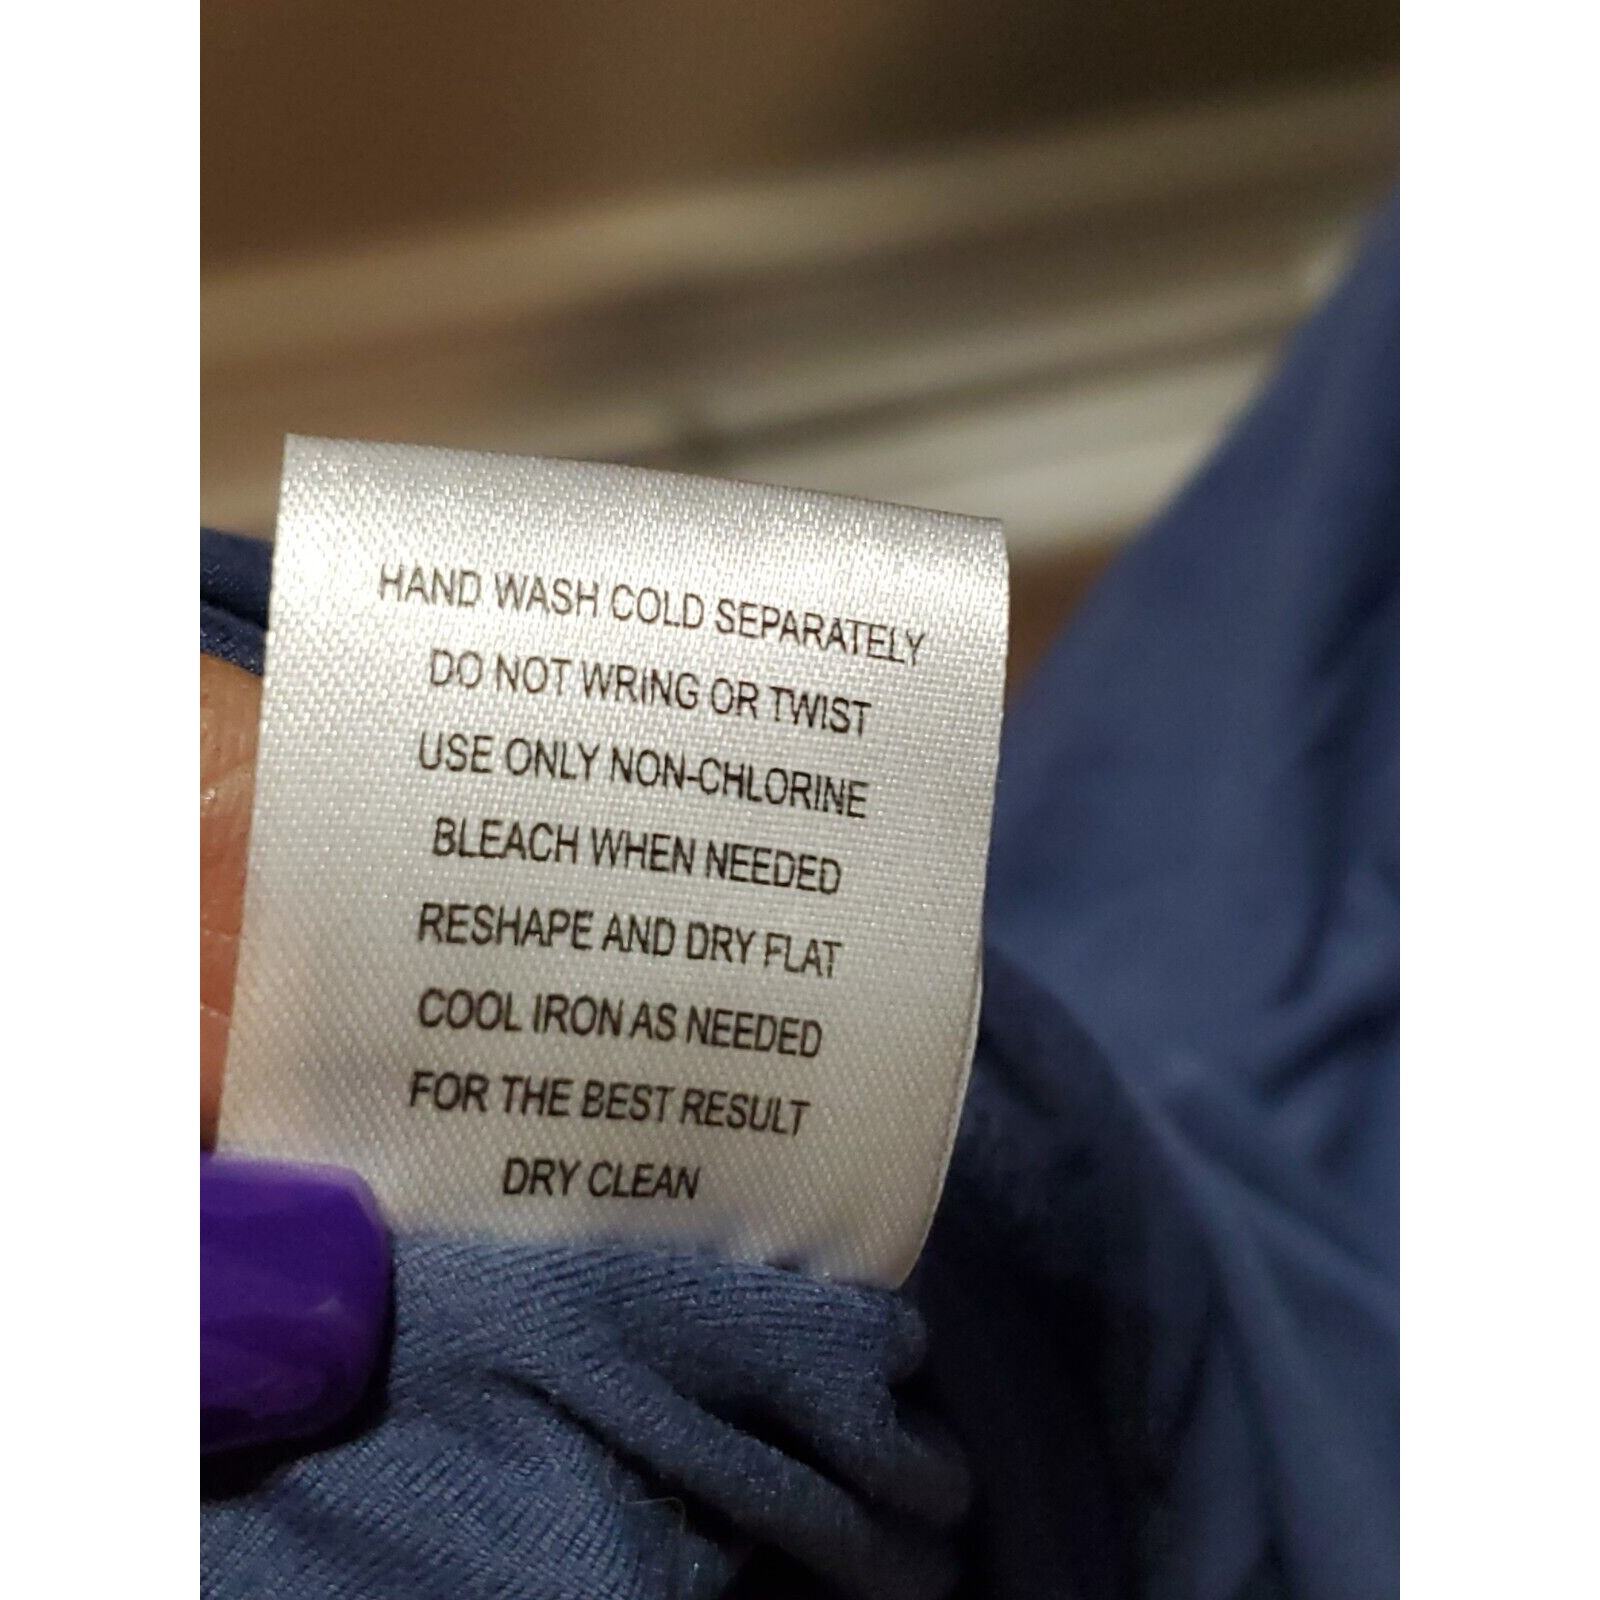 HAND WASH COLD SEPARATELY
DO NOT WRING OR TWIST
USE ONLY NON-CHLORINE
BLEACH WHEN NEEDED
RESHAPE AND DRY FLAT
COOL IRON AS NEEDED
FOR THE BEST RESULT
DRY CLEAN